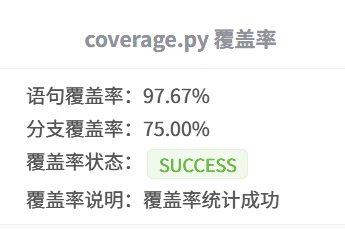 coverage.py 覆盖率
语句覆盖率：97.67%
分支覆盖率：75.00%
覆盖率状态： SUCCESS
覆盖率说明：覆盖率统计成功